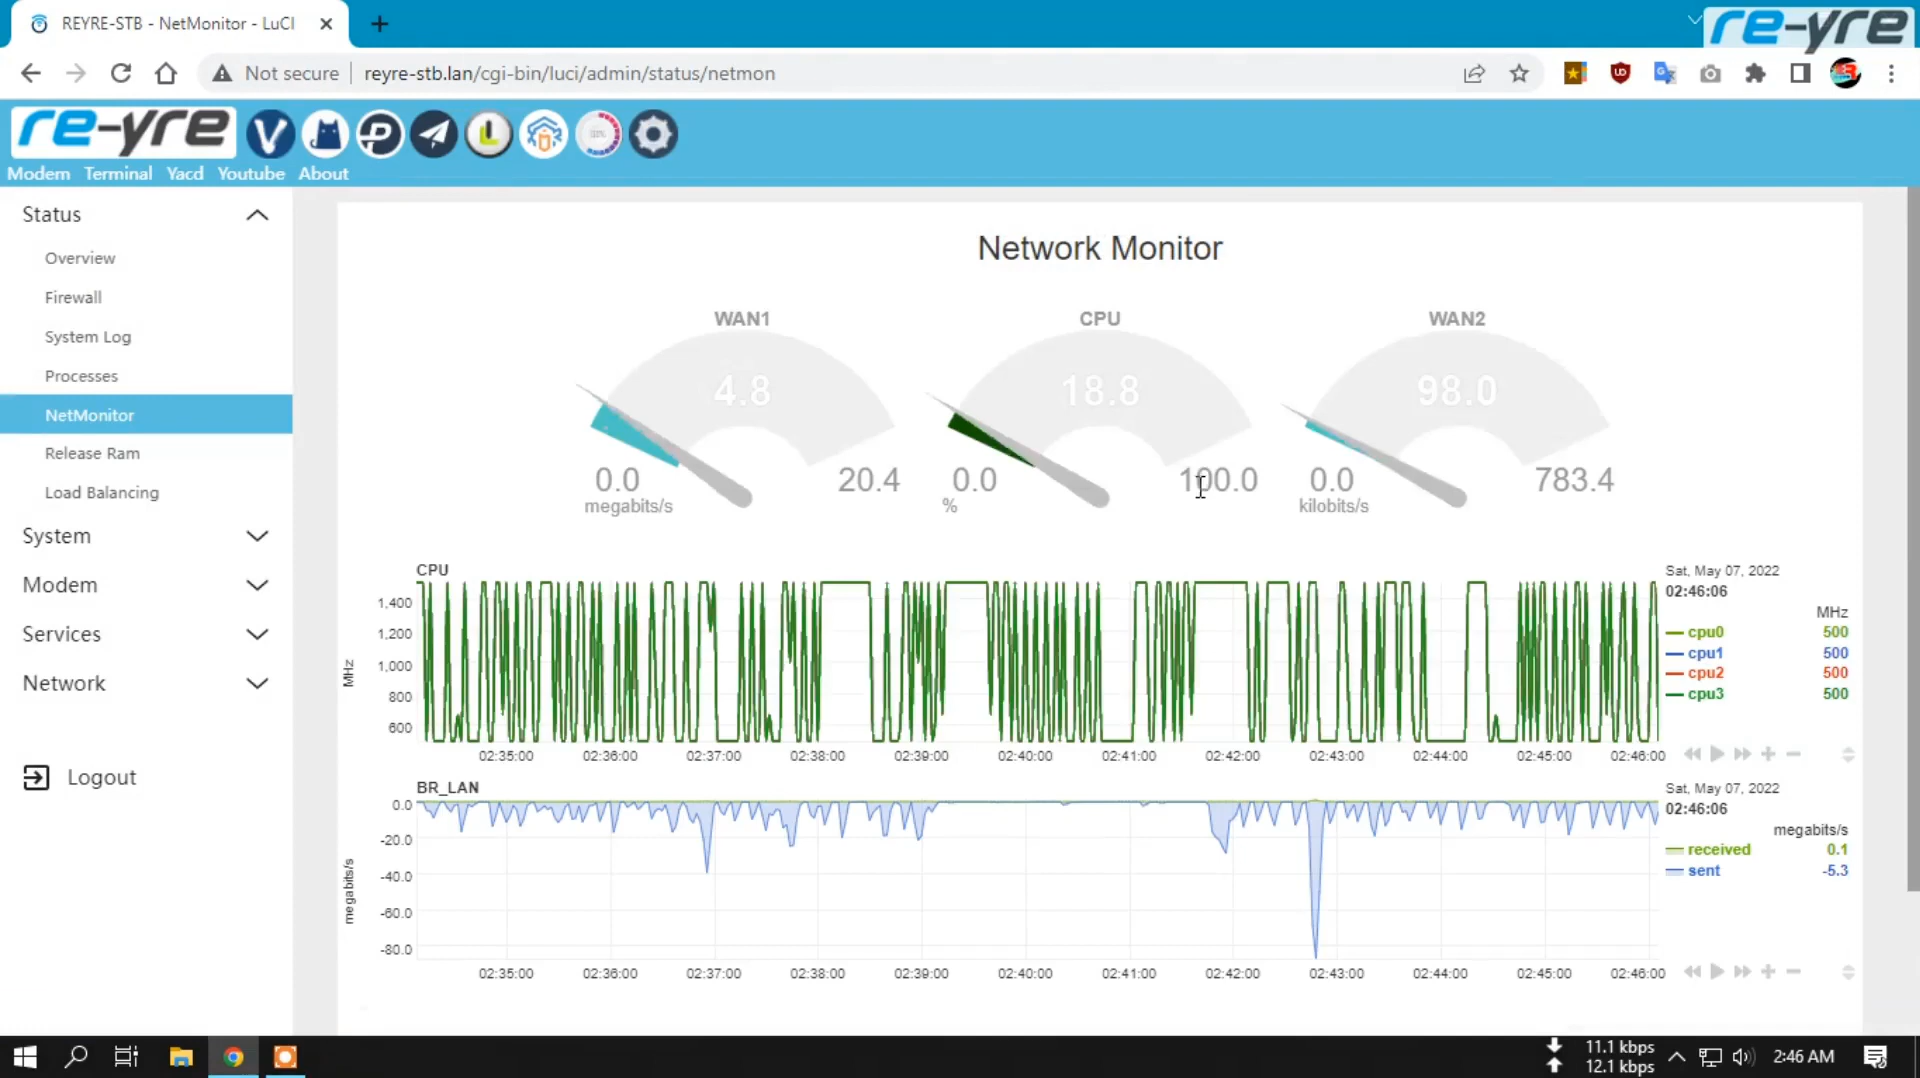 REYRE-STB - NetMonitor - LuCI
re-yre
Not secure
reyre-stb.lan/cgi-bin/luci/admin/status/netmon
re-yre
Modem Terminal Yacd Youtube About
Status
Overview
Firewall
System Log
Processes
NetMonitor
Release Ram
Load Balancing
System
Modem
Services
Network
Logout
Network Monitor
WAN1
4.8
0.0
20.4
megabits/s
CPU
18.8
0.0
100.0
%
WAN2
98.0
0.0
783.4
kilobits/s
CPU
MHz
1,400
1,200
1,000
800
600
02:35:00 02:36:00 02:37:00 02:38:00 02:39:00 02:40:00 02:41:00 02:42:00 02:43:00 02:44:00 02:45:00 02:46:00
Sat, May 07, 2022
02:46:06
MHz
cpu0 500
cpu1 500
cpu2 500
cpu3 500
BR_LAN
megabits/s
0.0
-20.0
-40.0
-60.0
-80.0
02:35:00 02:36:00 02:37:00 02:38:00 02:39:00 02:40:00 02:41:00 02:42:00 02:43:00 02:44:00 02:45:00 02:46:00
Sat, May 07, 2022
02:46:06
megabits/s
received 0.1
sent -5.3
11.1 kbps
12.1 kbps
2:46 AM